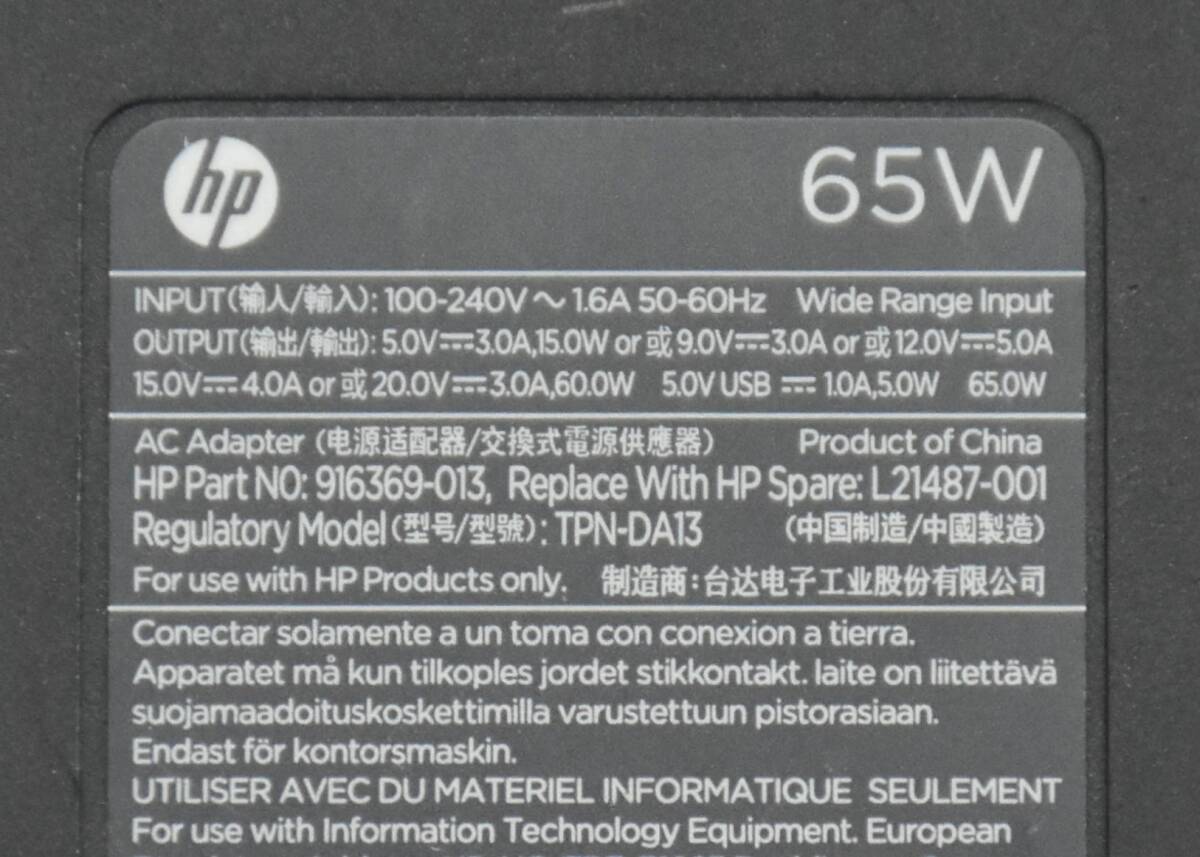 hp 65W
INPUT(输入/輸入): 100-240V ~ 1.6A 50-60Hz Wide Range Input
OUTPUT(输出/輸出): 5.0V⎓3.0A,15.0W or 或 9.0V⎓3.0A or 或 12.0V⎓5.0A
15.0V⎓4.0A or 或 20.0V⎓3.0A,60.0W 5.0V USB ⎓ 1.0A,5.0W 65.0W
AC Adapter (电源适配器/交換式電源供應器) Product of China
HP Part NO: 916369-013, Replace With HP Spare: L21487-001
Regulatory Model(型号/型號): TPN-DA13 (中国制造/中國製造)
For use with HP Products only. 制造商:台达电子工业股份有限公司
Conectar solamente a un toma con conexion a tierra.
Apparatet må kun tilkoples jordet stikkontakt. laite on liitettävä
suojamaadoituskoskettimilla varustettuun pistorasiaan.
Endast för kontorsmaskin.
UTILISER AVEC DU MATERIEL INFORMATIQUE SEULEMENT
For use with Information Technology Equipment. European